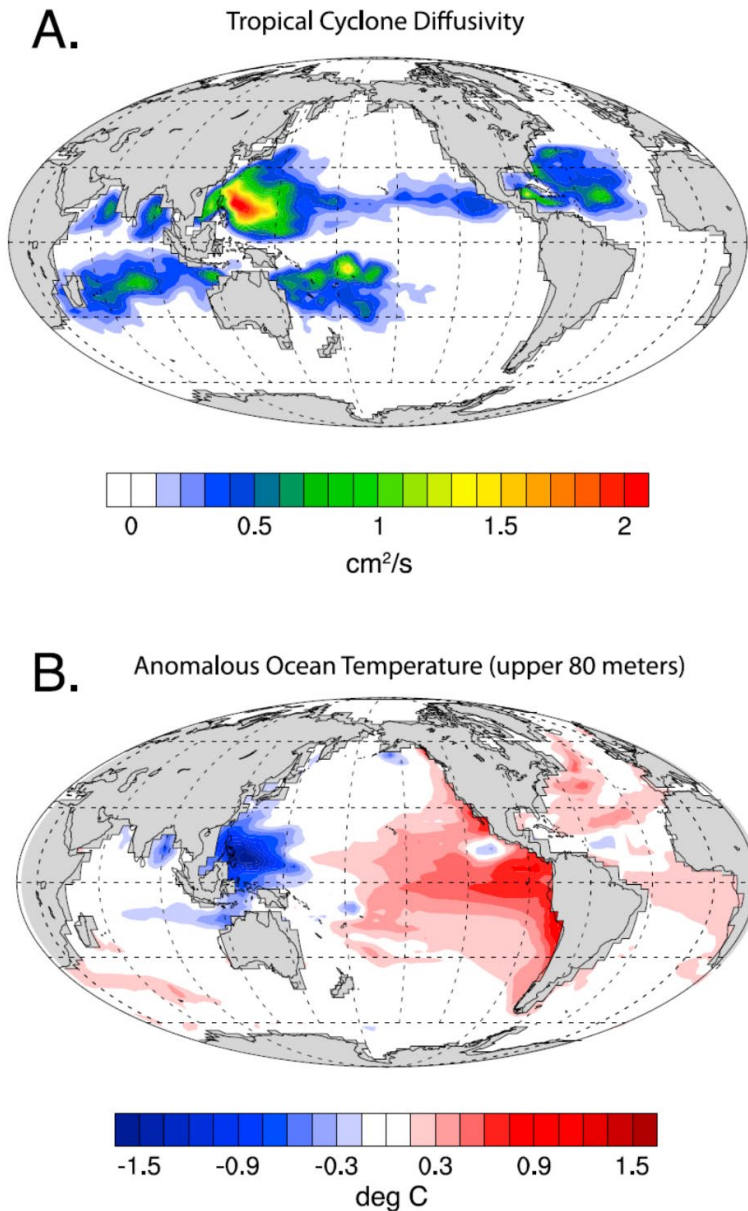 A.
Tropical Cyclone Diffusivity
0 0.5 1 1.5 2
cm²/s
B.
Anomalous Ocean Temperature (upper 80 meters)
-1.5 -0.9 -0.3 0.3 0.9 1.5
deg C